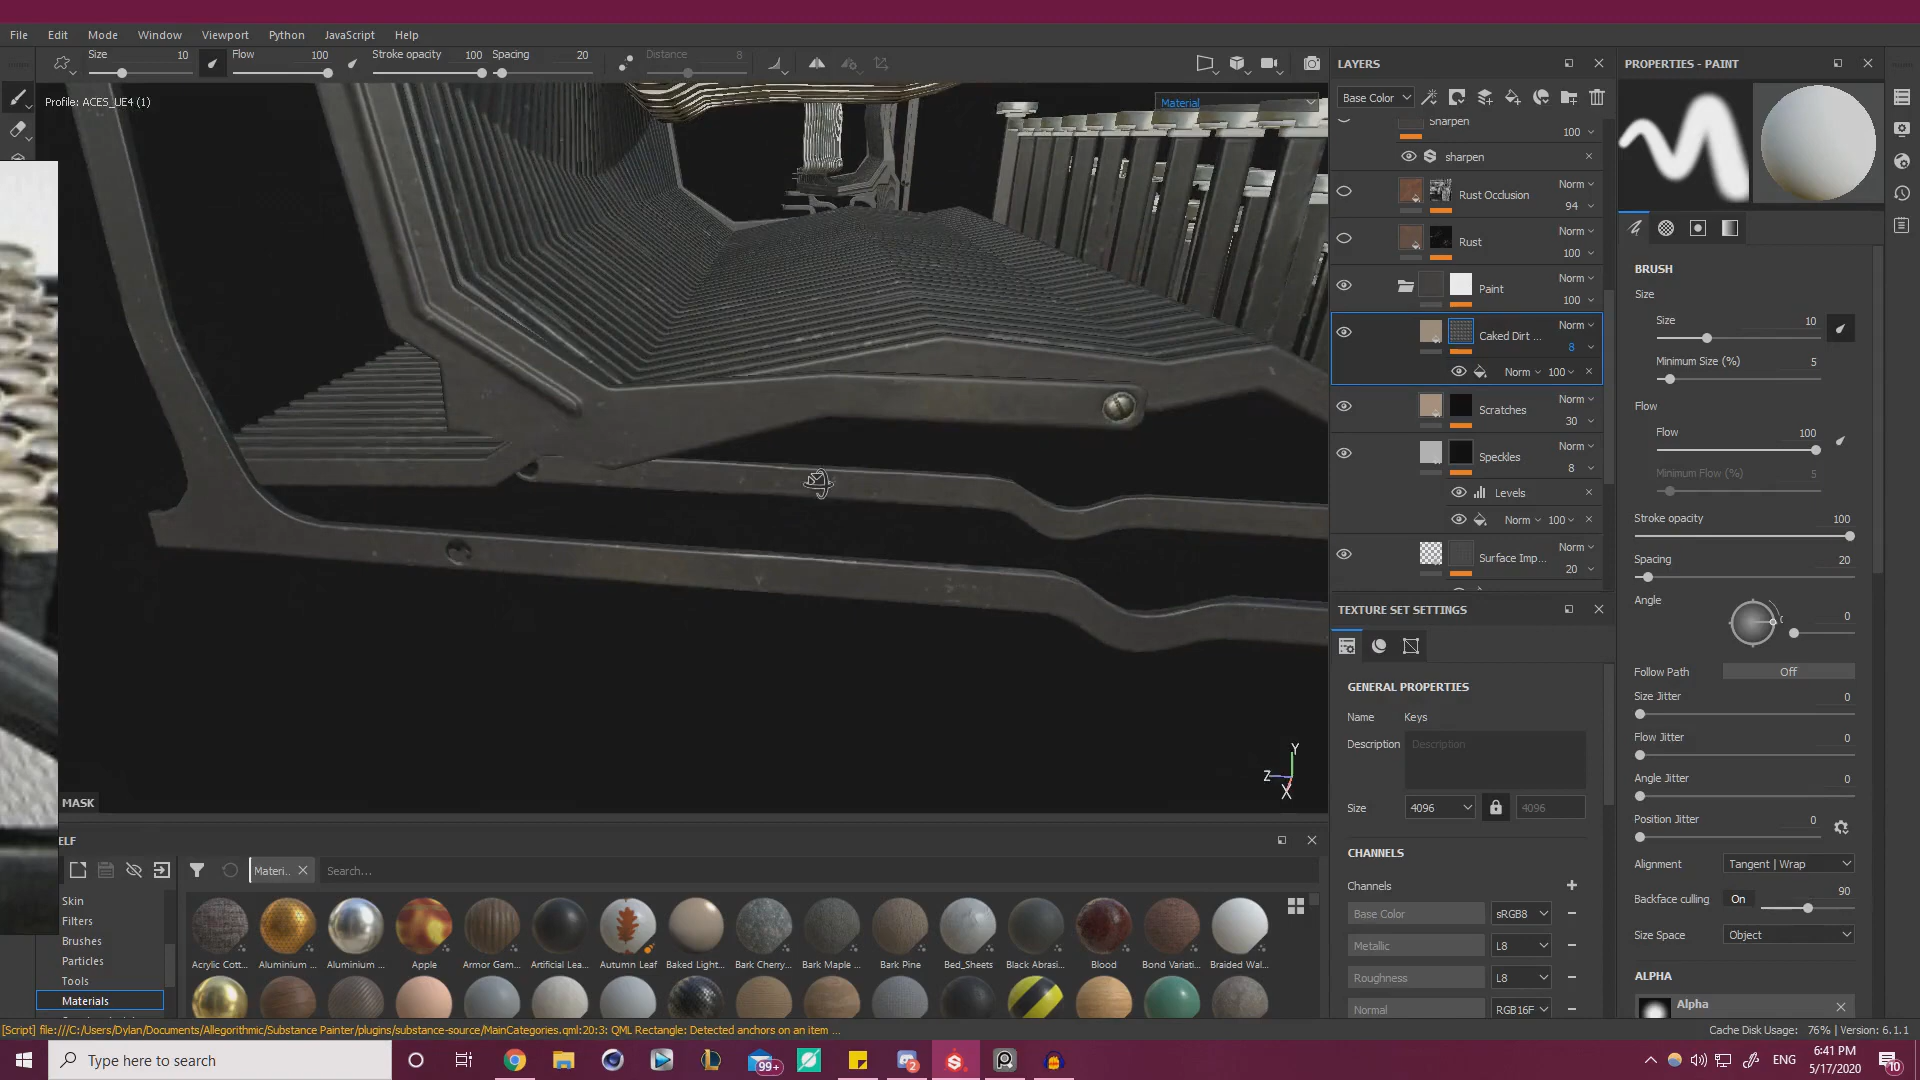 File Edit Mode Window Viewport Python JavaScript Help
Size 10 Flow 100 Stroke opacity 100 Spacing 20 Distance 8
Profile: ACES_UE4 (1)
Material
MASK
Y
Z
X
LAYERS
Base Color
Sharpen
100
sharpen
Rust Occlusion Norm
94
Rust Norm
100
Paint Norm
100
Caked Dirt ... Norm
8
Norm 100
Scratches Norm
30
Speckles Norm
8
Levels
Norm 100
Surface Imp... Norm
20
TEXTURE SET SETTINGS
GENERAL PROPERTIES
Name Keys
Description Description
Size 4096 4096
CHANNELS
Channels
Base Color sRGB8
Metallic L8
Roughness L8
Normal RGB16F
PROPERTIES - PAINT
BRUSH
Size
Size 10
Minimum Size (%) 5
Flow
Flow 100
Minimum Flow (%) 5
Stroke opacity 100
Spacing 20
Angle 0
Follow Path Off
Size Jitter 0
Flow Jitter 0
Angle Jitter 0
Position Jitter 0
Alignment Tangent | Wrap
Backface culling On 90
Size Space Object
ALPHA
Alpha
ELF
Materi... Search...
Skin
Filters
Brushes
Particles
Tools
Materials
Acrylic Cott... Aluminium ... Aluminium ... Apple Armor Gam... Artificial Lea... Autumn Leaf Baked Light... Bark Cherry... Bark Maple ... Bark Pine Bed_Sheets Black Abrasi... Blood Bond Variati... Braided Wal...
[Script] file:///C:/Users/Dylan/Documents/Allegorithmic/Substance Painter/plugins/substance-source/MainCategories.qml:20:3: QML Rectangle: Detected anchors on an item ...
Cache Disk Usage: 76% | Version: 6.1.1
Type here to search
99+
2
ENG
6:41 PM
5/17/2020
10